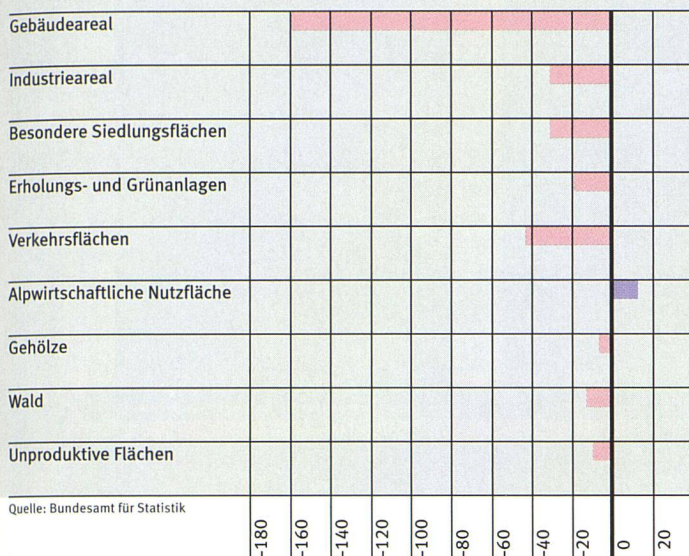 Gebäudeareal
Industrieareal
Besondere Siedlungsflächen
Erholungs- und Grünanlagen
Verkehrsflächen
Alpwirtschaftliche Nutzfläche
Gehölze
Wald
Unproduktive Flächen
Quelle: Bundesamt für Statistik
-180
-160
-140
-120
-100
-80
-60
-40
-20
0
20